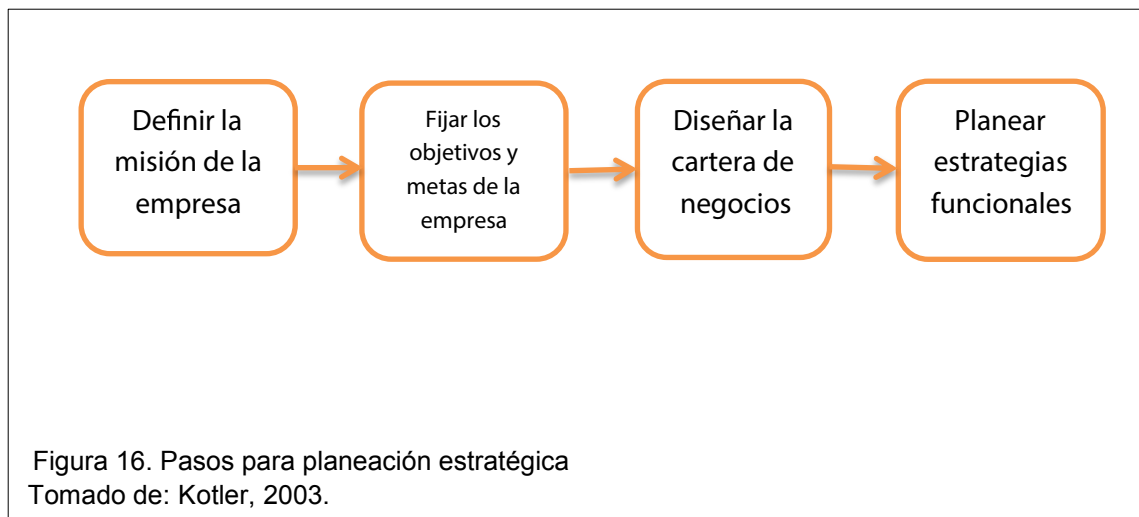 Definir la
misión de la
empresa
Fijar los
objetivos y
metas de la
empresa
Diseñar la
cartera de
negocios
Planear
estrategias
funcionales
Figura 16. Pasos para planeación estratégica
Tomado de: Kotler, 2003.